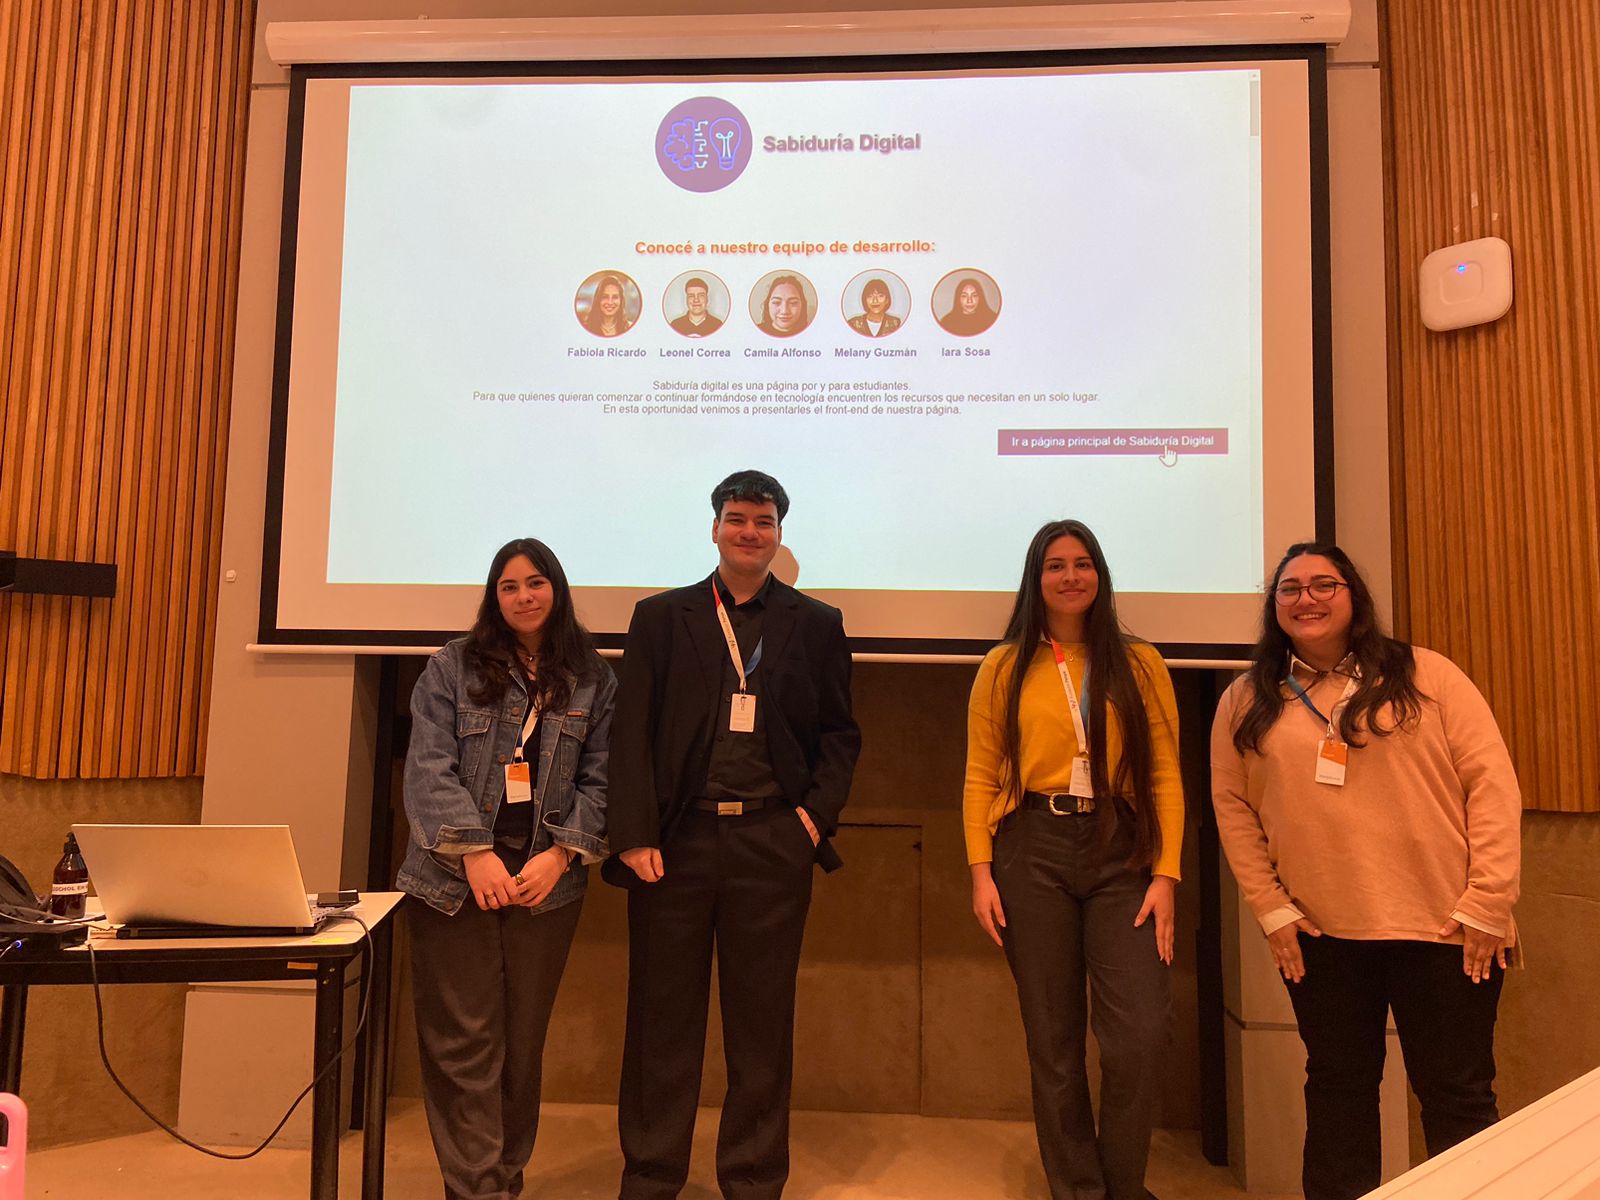 Sabiduría Digital
Conocé a nuestro equipo de desarrollo:
Fabiola Ricardo
Leonel Correa
Camila Alfonso
Melany Guzmán
Iara Sosa
Sabiduría digital es una página por y para estudiantes.
Para que quienes quieran comenzar o continuar formándose en tecnología encuentren los recursos que necesitan en un solo lugar.
En esta oportunidad venimos a presentarles el front-end de nuestra página.
Ir a página principal de Sabiduría Digital